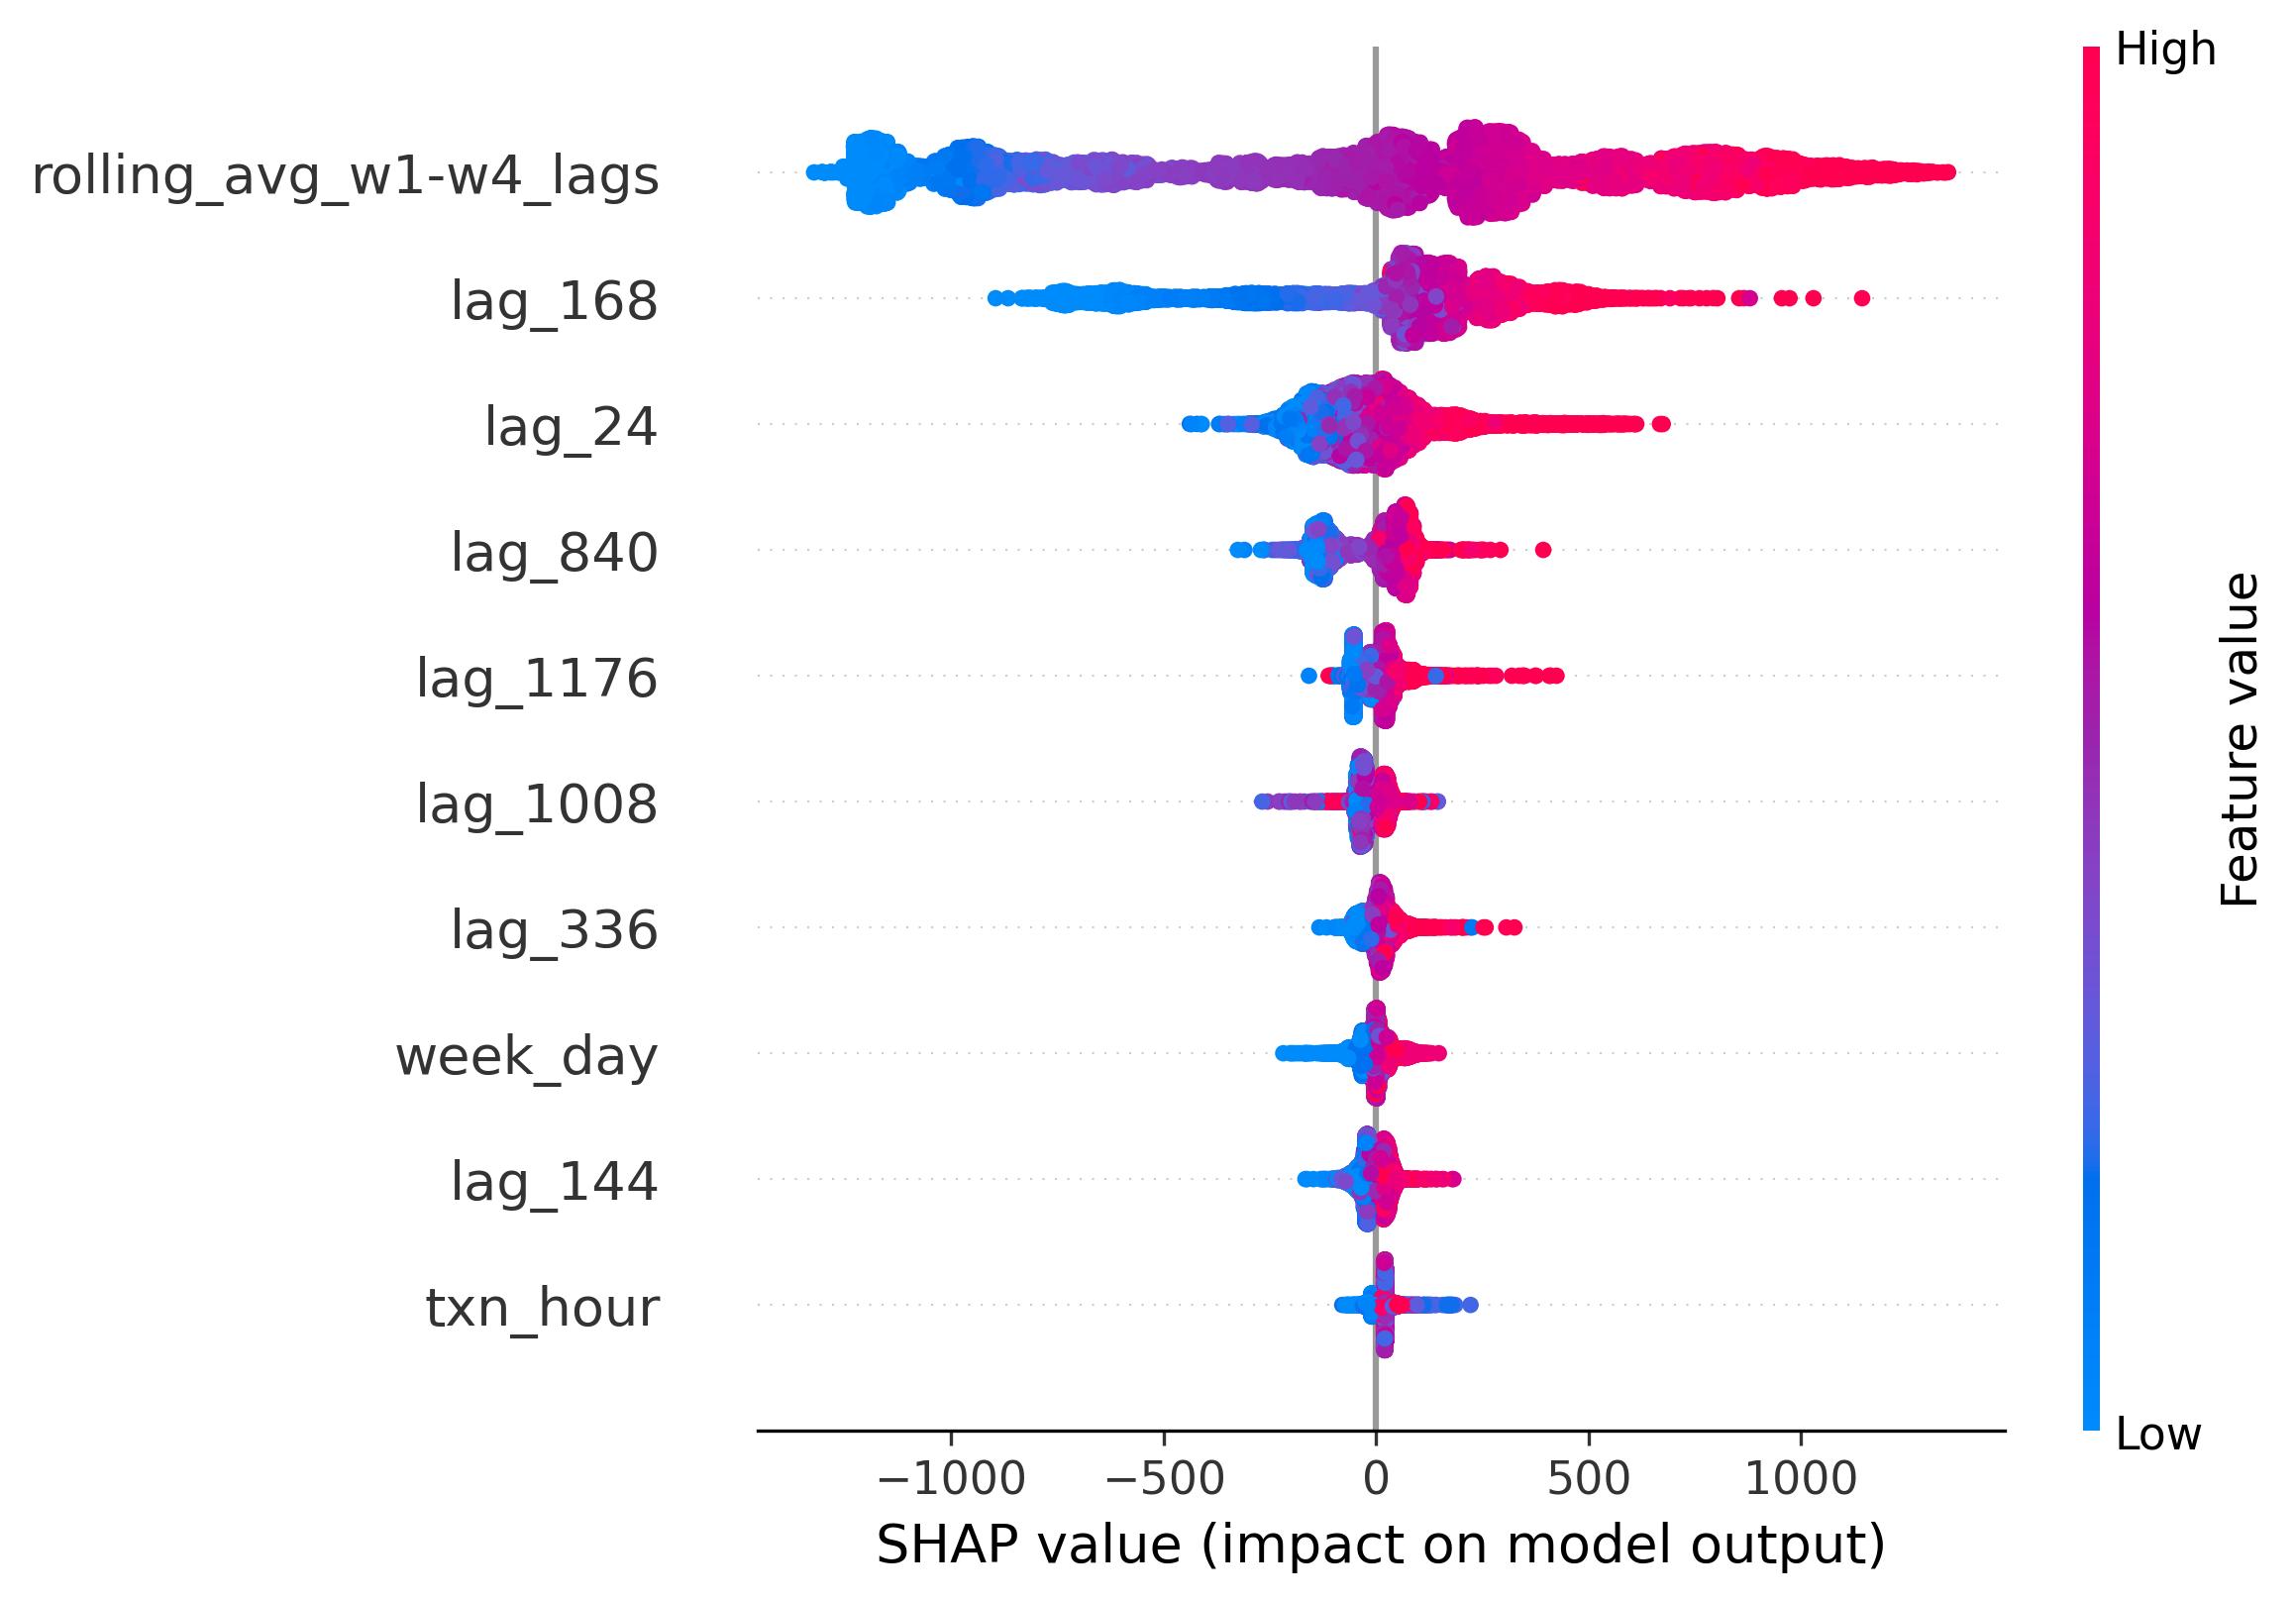 High
rolling_avg_w1-w4_lags
lag_168
lag_24
lag_840
lag_1176
lag_1008
lag_336
week_day
lag_144
txn_hour
Feature value
Low
−1000 −500 0 500 1000
SHAP value (impact on model output)